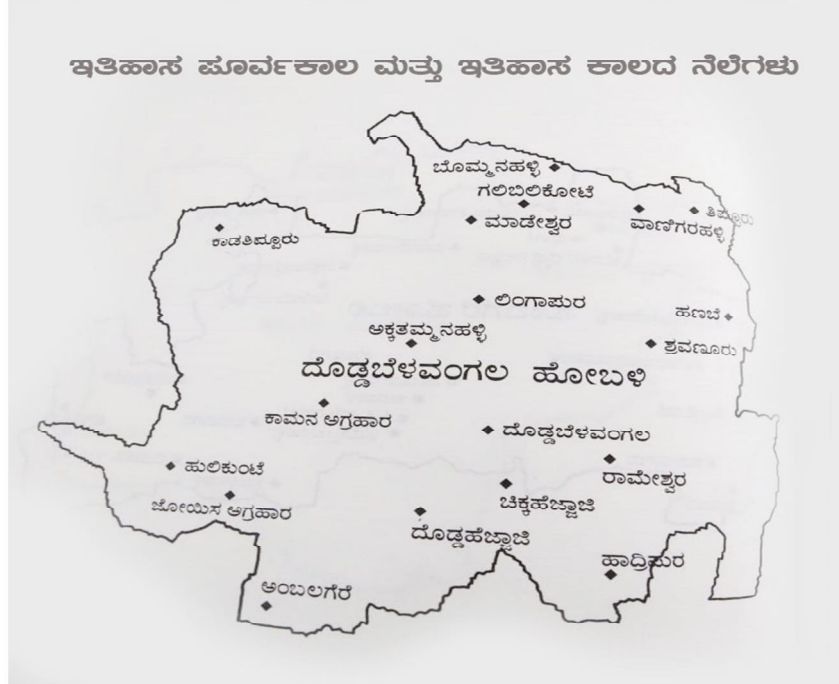 ಇತಿಹಾಸ ಪೂರ್ವಕಾಲ ಮತ್ತು ಇತಿಹಾಸ ಕಾಲದ ನೆಲೆಗಳು
ಬೊಮ್ಮನಹಳ್ಳಿ
ಗಲಿಬಿಲಿಕೋಟೆ
ಮಾಡೇಶ್ವರ
ವಾಣಿಗರಹಳ್ಳಿ
ತಿಪ್ಪೂರು
ಕಾಡತಿಪ್ಪೂರು
ಲಿಂಗಾಪುರ
ಹಣಬೆ
ಅಕ್ಕತಮ್ಮನಹಳ್ಳಿ
ಶ್ರವಣೂರು
ದೊಡ್ಡಬೆಳವಂಗಲ ಹೋಬಳಿ
ಕಾಮನ ಅಗ್ರಹಾರ
ದೊಡ್ಡಬೆಳವಂಗಲ
ಹುಲಿಕುಂಟೆ
ರಾಮೇಶ್ವರ
ಜೋಯಿಸ ಅಗ್ರಹಾರ
ಚಿಕ್ಕಹೆಜ್ಜಾಜಿ
ದೊಡ್ಡಹೆಜ್ಜಾಜಿ
ಹಾದ್ರಿಪುರ
ಅಂಬಲಗೆರೆ